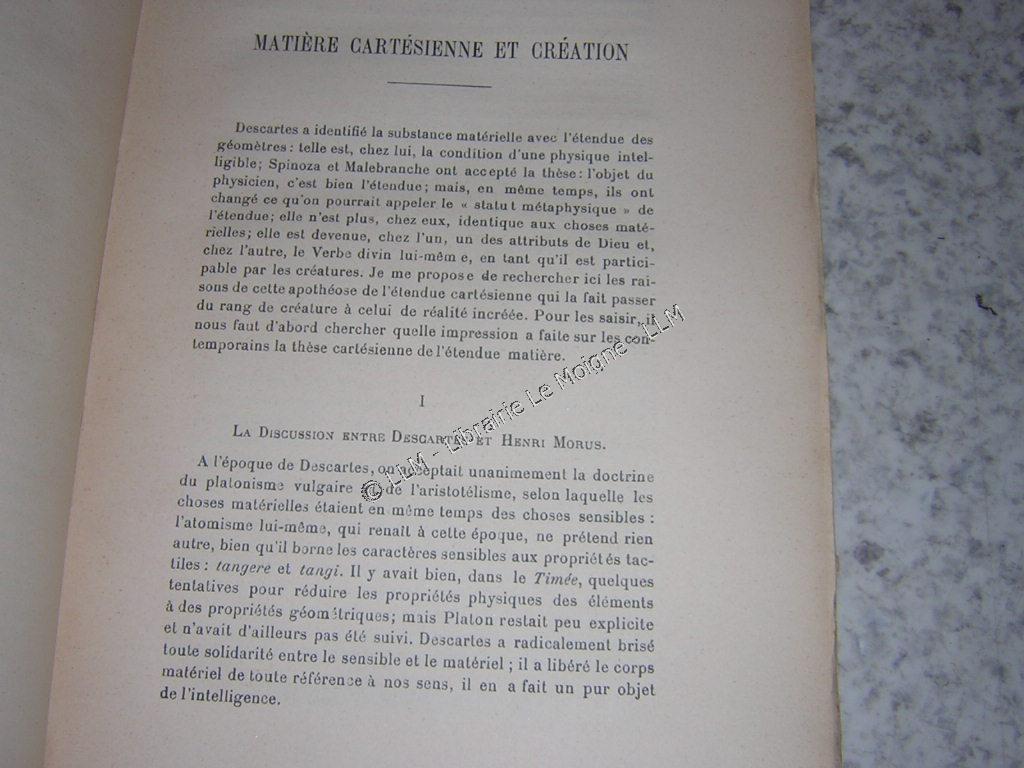 MATIÈRE CARTÉSIENNE ET CRÉATION
Descartes a identifié la substance matérielle avec l'étendue des
géomètres : telle est, chez lui, la condition d'une physique intel-
ligible; Spinoza et Malebranche ont accepté la thèse : l'objet du
physicien, c'est bien l'étendue; mais, en même temps, ils ont
changé ce qu'on pourrait appeler le « statut métaphysique » de
l'étendue; elle n'est plus, chez eux, identique aux choses maté-
rielles; elle est devenue, chez l'un, un des attributs de Dieu et,
chez l'autre, le Verbe divin lui-même, en tant qu'il est partici-
pable par les créatures. Je me propose de rechercher ici les rai-
sons de cette apothéose de l'étendue cartésienne qui la fait passer
du rang de créature à celui de réalité incréée. Pour les saisir, il
nous faut d'abord chercher quelle impression a faite sur les con-
temporains la thèse cartésienne de l'étendue matière.
I
LA DISCUSSION ENTRE DESCARTES ET HENRI MORUS.
A l'époque de Descartes, on acceptait unanimement la doctrine
du platonisme vulgaire et de l'aristotélisme, selon laquelle les
choses matérielles étaient en même temps des choses sensibles :
l'atomisme lui-même, qui renaît à cette époque, ne prétend rien
autre, bien qu'il borne les caractères sensibles aux propriétés tac-
tiles : tangere et tangi. Il y avait bien, dans le Timée, quelques
tentatives pour réduire les propriétés physiques des éléments
à des propriétés géométriques; mais Platon restait peu explicite
et n'avait d'ailleurs pas été suivi. Descartes a radicalement brisé
toute solidarité entre le sensible et le matériel ; il a libéré le corps
matériel de toute référence à nos sens, il en a fait un pur objet
de l'intelligence.
© LLM - Librairie Le Moigne - LLM